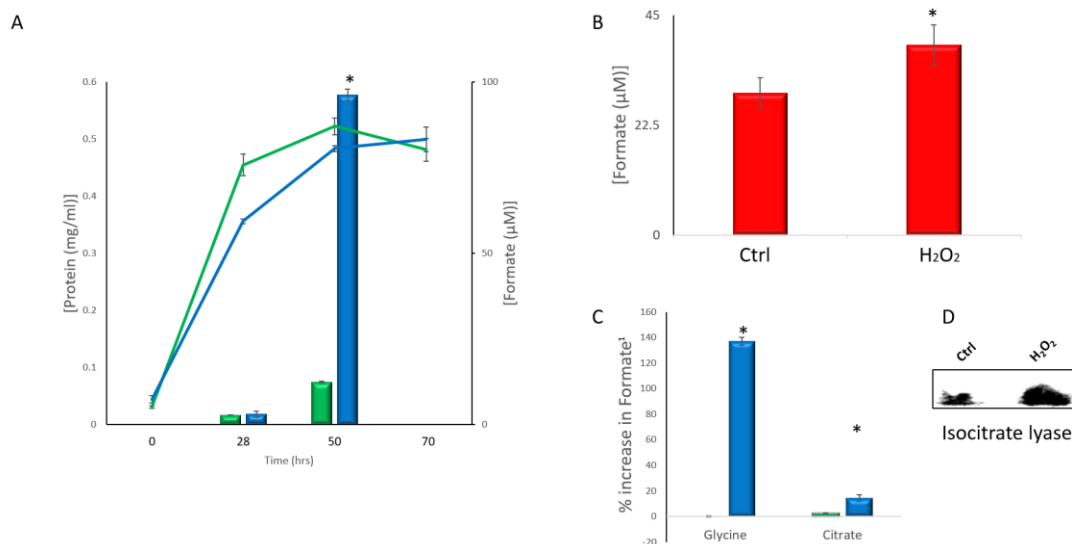 A
0.6
0.5
0.4
0.3
0.2
0.1
0
[Protein (mg/ml)]
100
50
0
[Formate (µM)]
*
0 28 50 70
Time (hrs)
B
45
22.5
0
[Formate (µM)]
*
Ctrl H₂O₂
C
160
140
120
100
80
60
40
20
0
-20
% increase in Formate¹
*
*
Glycine Citrate
D
Ctrl H₂O₂
Isocitrate lyase